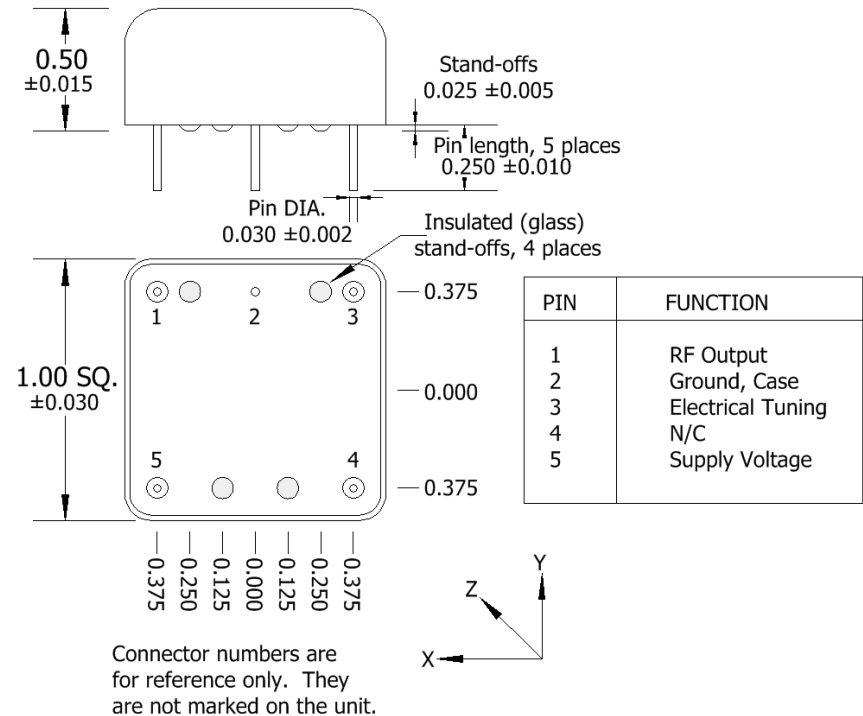 0.50
±0.015
Stand-offs
0.025 ±0.005
Pin length, 5 places
0.250 ±0.010
Pin DIA.
0.030 ±0.002
Insulated (glass)
stand-offs, 4 places
1 2 3
0.375
1.00 SQ.
±0.030
0.000
5 4
0.375
0.375 0.250 0.125 0.000 0.125 0.250 0.375
PIN FUNCTION
1 RF Output
2 Ground, Case
3 Electrical Tuning
4 N/C
5 Supply Voltage
Y
Z
X
Connector numbers are
for reference only. They
are not marked on the unit.